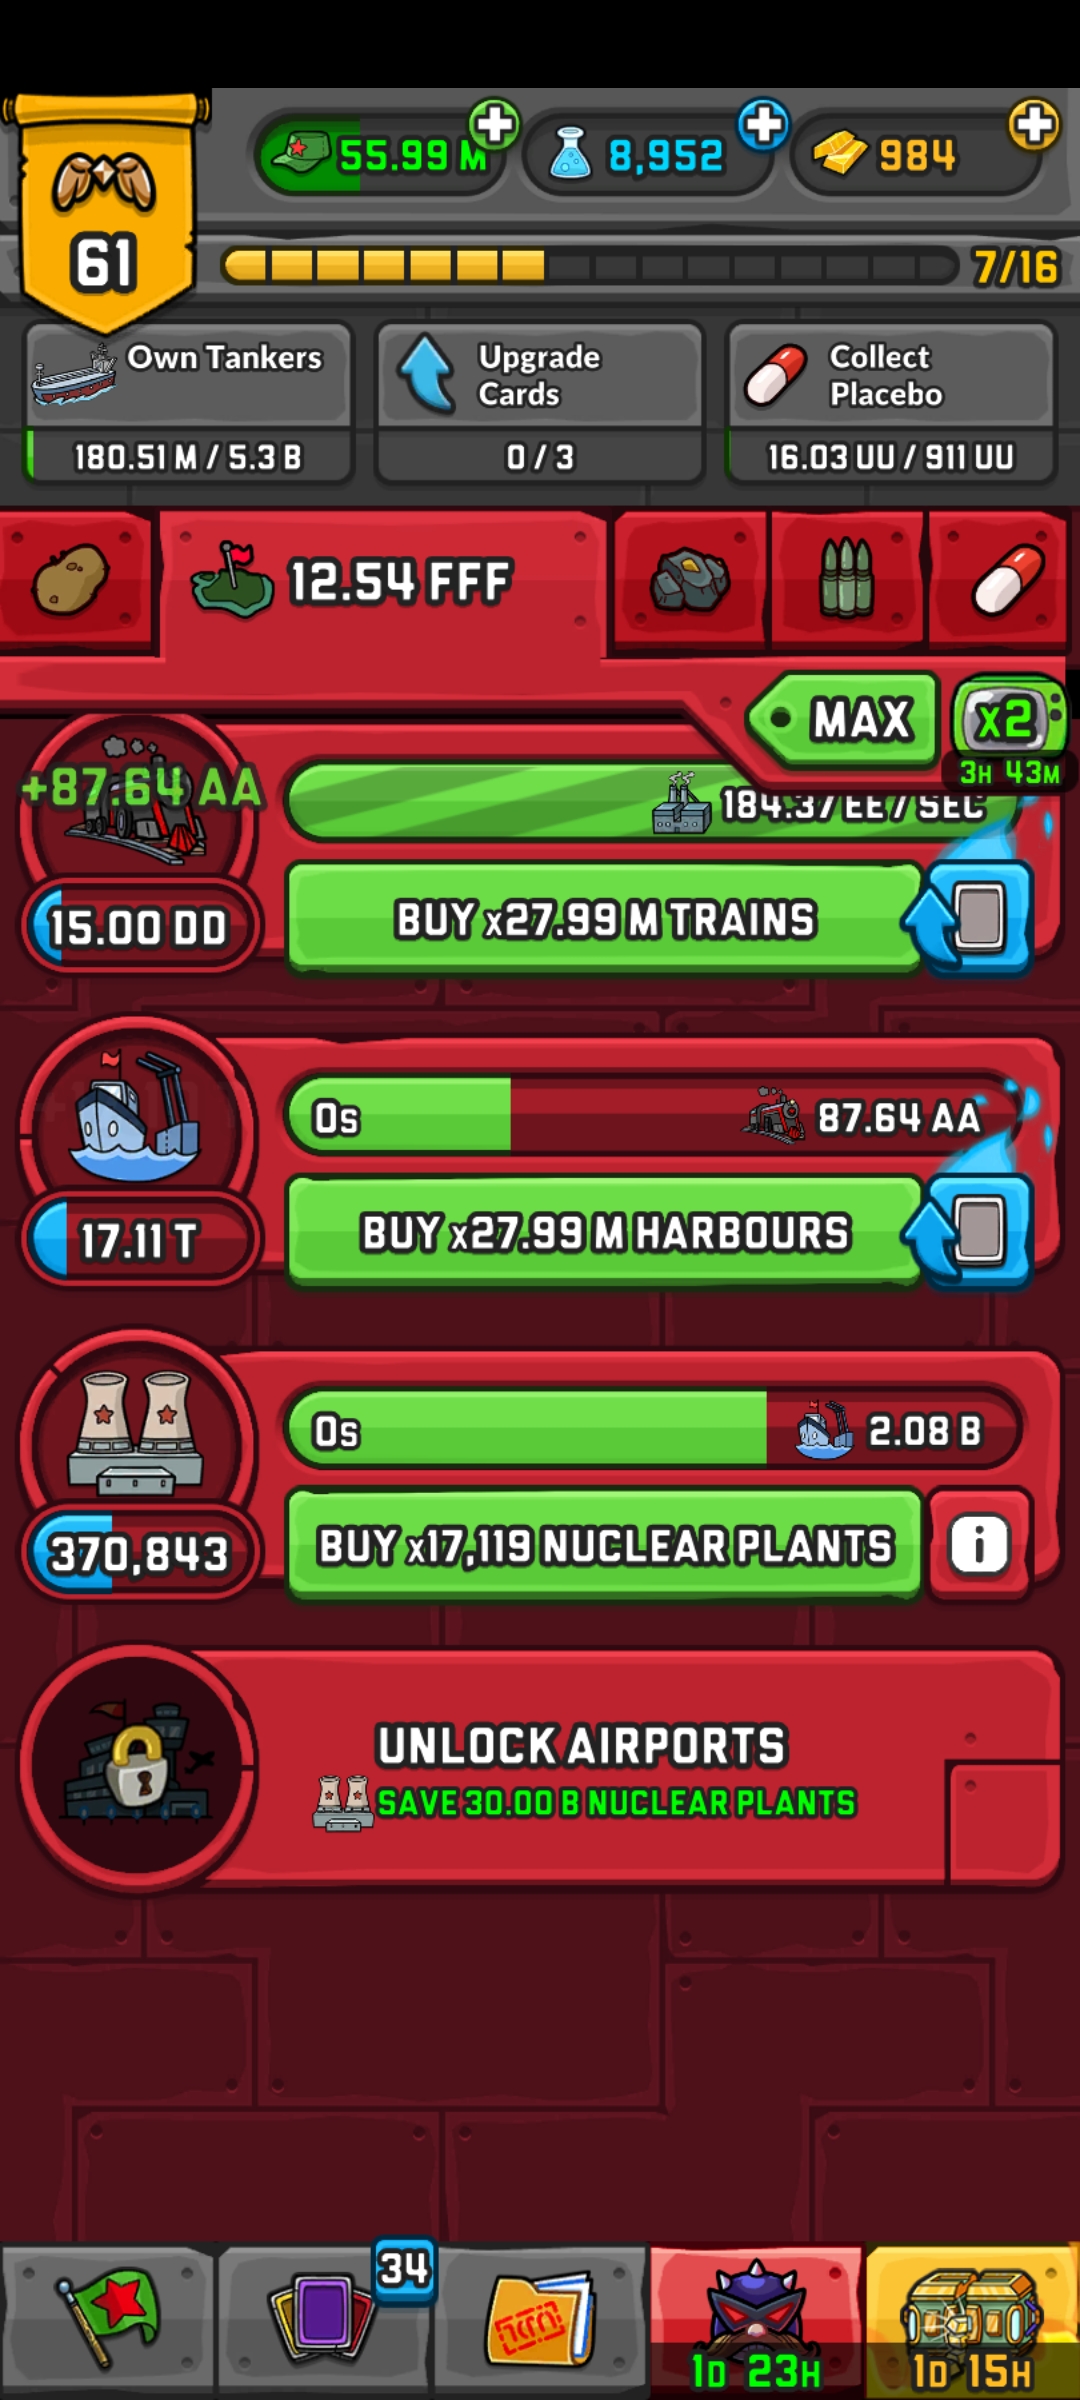 55.99 M
8,952
984
61
7/16
Own Tankers
180.51 M / 5.3 B
Upgrade
Cards
0 / 3
Collect
Placebo
16.03 UU / 911 UU
12.54 FFF
MAX
x2
3H 43M
+87.64 AA
184.37 EE / SEC
15.00 DD
BUY x27.99 M TRAINS
0s
87.64 AA
17.11 T
BUY x27.99 M HARBOURS
0s
2.08 B
370,843
BUY x17,119 NUCLEAR PLANTS
i
UNLOCK AIRPORTS
SAVE 30.00 B NUCLEAR PLANTS
34
1D 23H
1D 15H